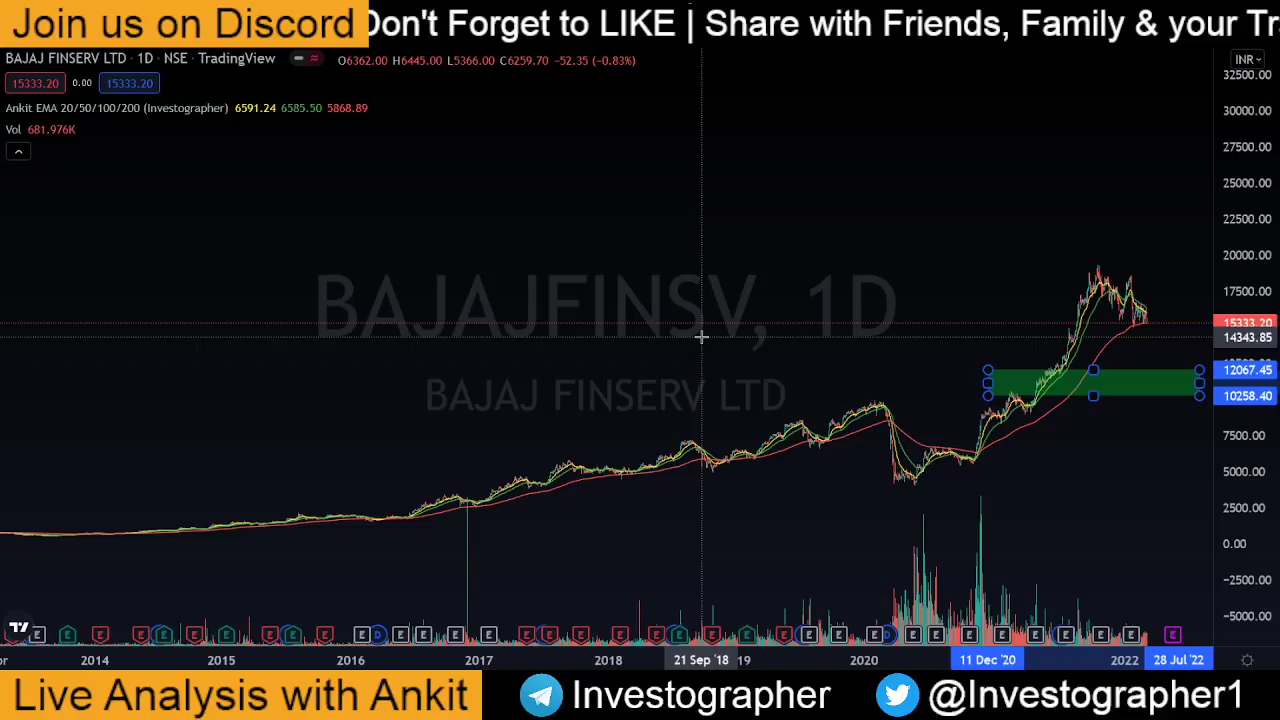 Join us on Discord
Don't Forget to LIKE | Share with Friends, Family & your Tr
BAJAJ FINSERV LTD · 1D · NSE · TradingView
O6362.00 H6445.00 L5366.00 C6259.70 −52.35 (−0.83%)
INR
15333.20 0.00 15333.20
Ankit EMA 20/50/100/200 (Investographer) 6591.24 6585.50 5868.89
Vol 681.976K
32500.00
30000.00
27500.00
25000.00
22500.00
20000.00
17500.00
15333.20
14343.85
12067.45
10258.40
7500.00
5000.00
2500.00
0.00
−2500.00
−5000.00
BAJAJFINSV, 1D
BAJAJ FINSERV LTD
2014 2015 2016 2017 2018 21 Sep '18 19 2020 11 Dec '20 2022 28 Jul '22
Live Analysis with Ankit
Investographer
@Investographer1